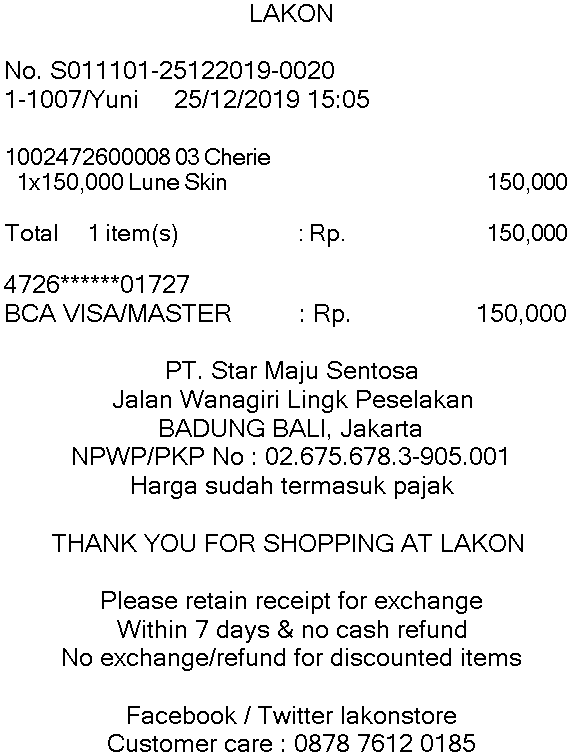 LAKON
No. S011101-25122019-0020
1-1007/Yuni 25/12/2019 15:05
1002472600008 03 Cherie
1x150,000 Lune Skin 150,000
Total 1 item(s) : Rp. 150,000
4726******01727
BCA VISA/MASTER : Rp. 150,000
PT. Star Maju Sentosa
Jalan Wanagiri Lingk Peselakan
BADUNG BALI, Jakarta
NPWP/PKP No : 02.675.678.3-905.001
Harga sudah termasuk pajak
THANK YOU FOR SHOPPING AT LAKON
Please retain receipt for exchange
Within 7 days & no cash refund
No exchange/refund for discounted items
Facebook / Twitter lakonstore
Customer care : 0878 7612 0185